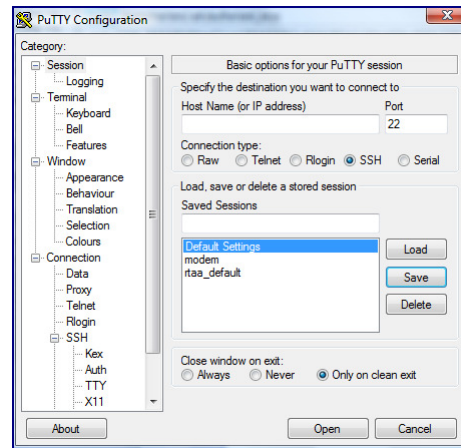 PuTTY Configuration
Category:
Session
Logging
Terminal
Keyboard
Bell
Features
Window
Appearance
Behaviour
Translation
Selection
Colours
Connection
Data
Proxy
Telnet
Rlogin
SSH
Kex
Auth
TTY
X11
Basic options for your PuTTY session
Specify the destination you want to connect to
Host Name (or IP address) Port
22
Connection type:
Raw Telnet Rlogin SSH Serial
Load, save or delete a stored session
Saved Sessions
Default Settings
modem
rtaa_default
Load
Save
Delete
Close window on exit:
Always Never Only on clean exit
About Open Cancel